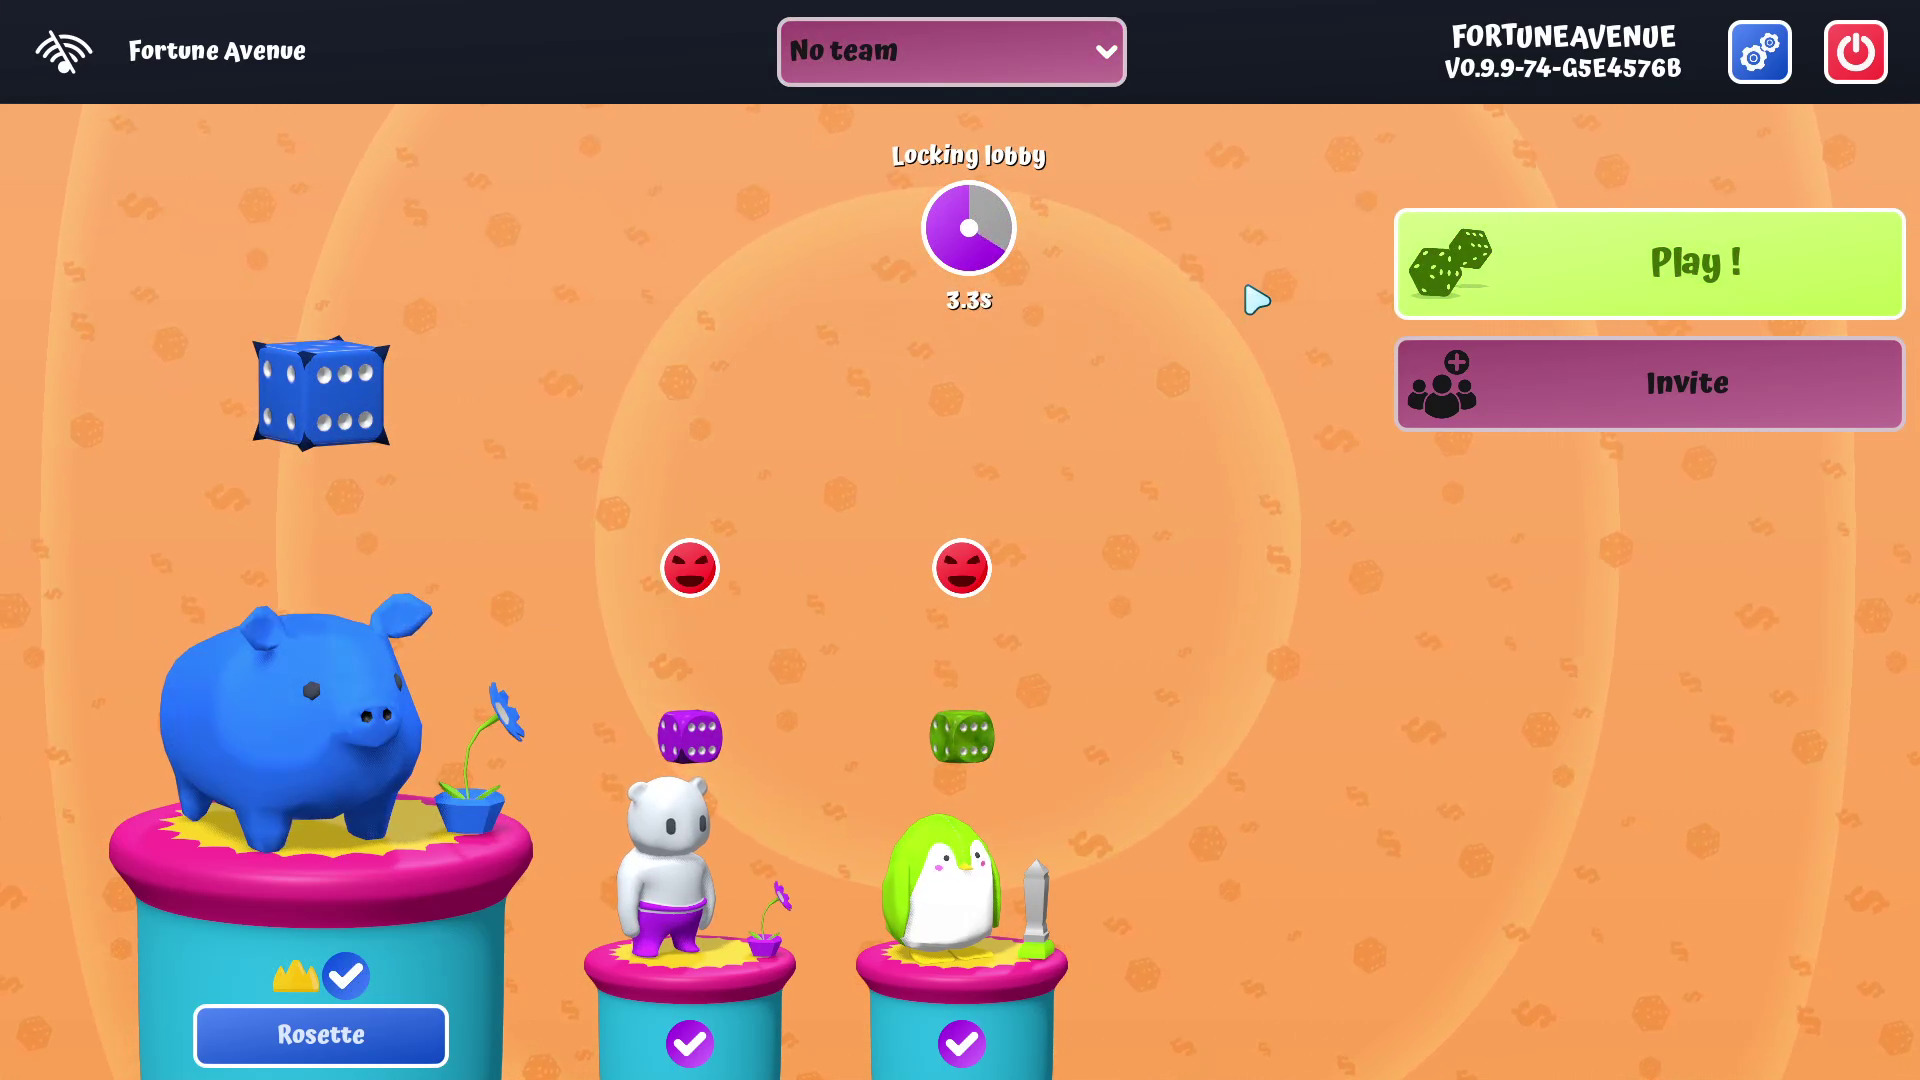 Fortune Avenue
No team
FORTUNEAVENUE
V0.9.9-74-G5E4576B
Locking lobby
3.3s
Play !
Invite
Rosette